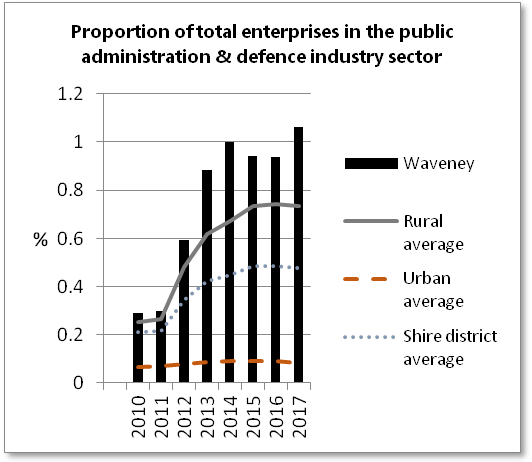 Proportion of total enterprises in the public
administration & defence industry sector
1.2
1
0.8
0.6
0.4
0.2
0
%
2010
2011
2012
2013
2014
2015
2016
2017
Waveney
Rural
average
Urban
average
Shire district
average